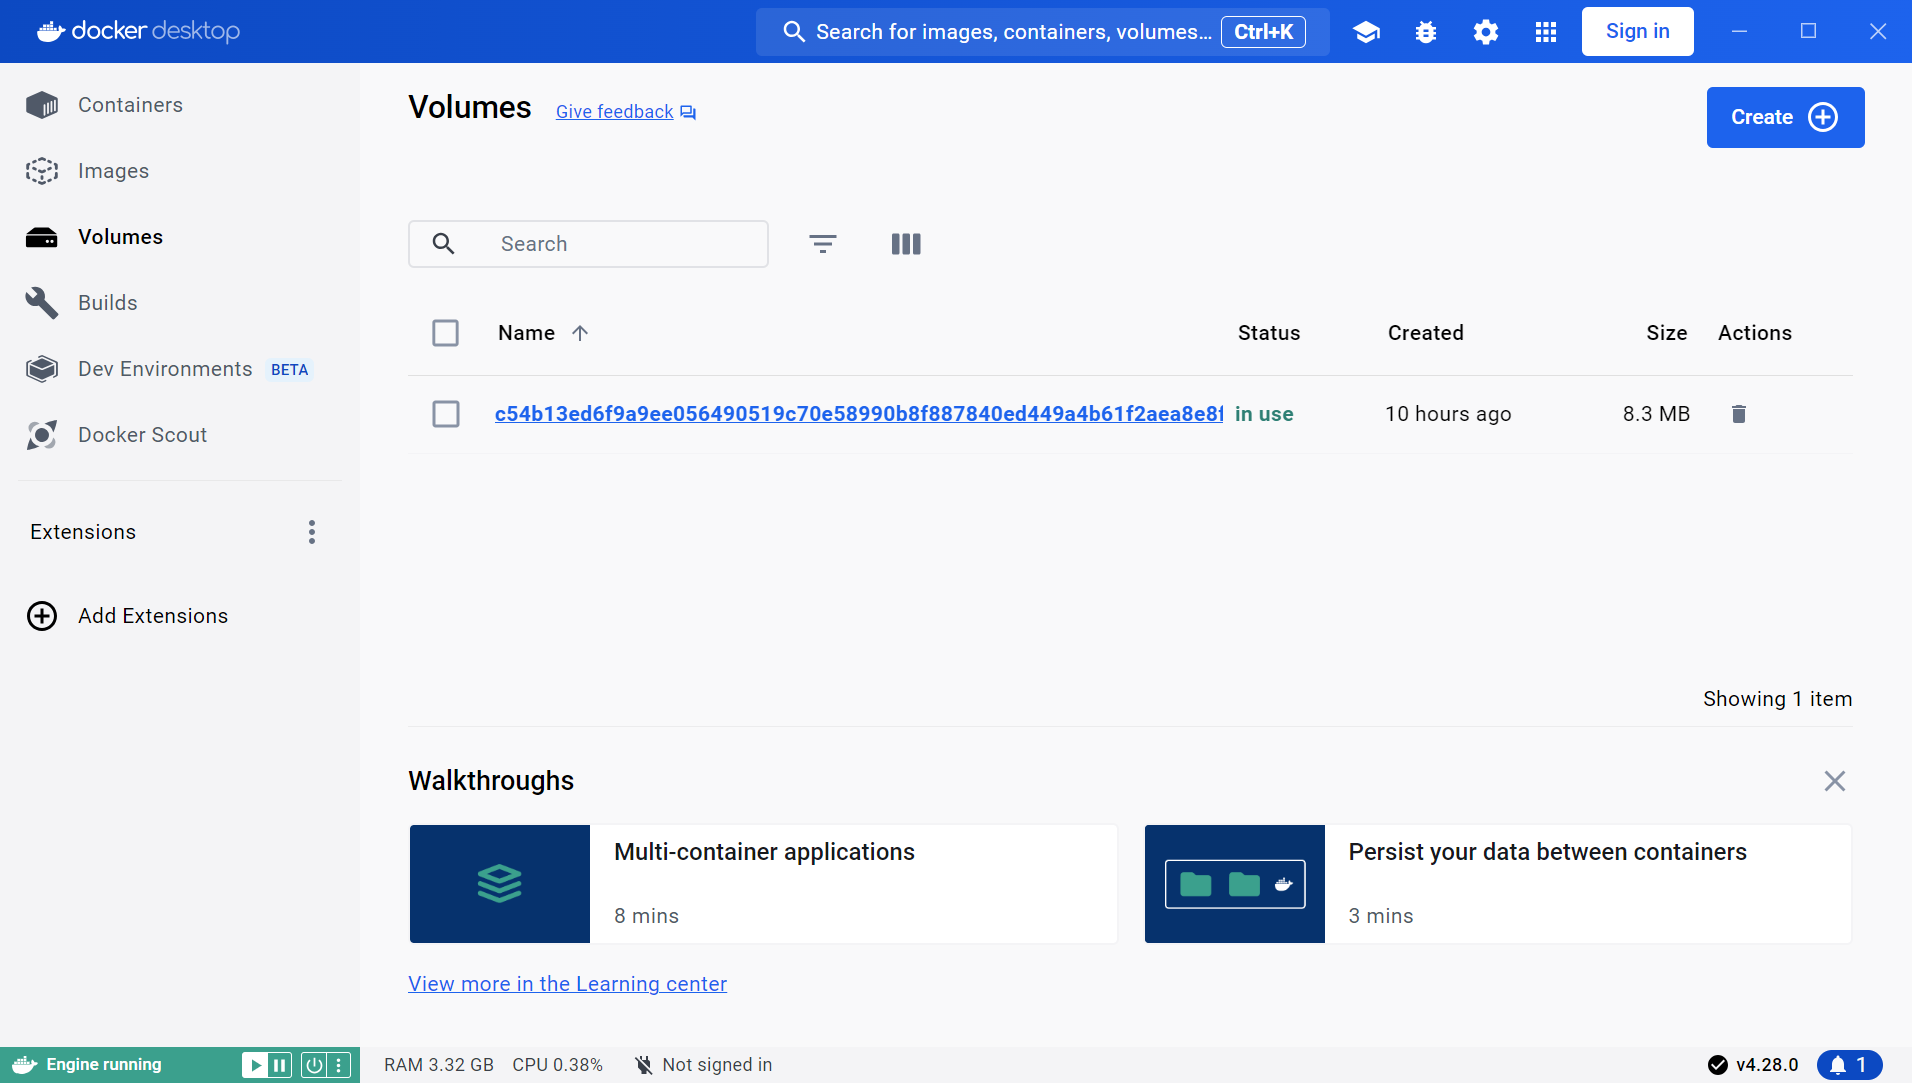 docker desktop
Search for images, containers, volumes... Ctrl+K
Sign in
Containers
Images
Volumes
Builds
Dev Environments BETA
Docker Scout
Extensions
Add Extensions
Volumes Give feedback
Create
Search
Name Status Created Size Actions
c54b13ed6f9a9ee056490519c70e58990b8f887840ed449a4b61f2aea8e8f in use 10 hours ago 8.3 MB
Showing 1 item
Walkthroughs
Multi-container applications
8 mins
Persist your data between containers
3 mins
View more in the Learning center
Engine running
RAM 3.32 GB CPU 0.38% Not signed in
v4.28.0 1